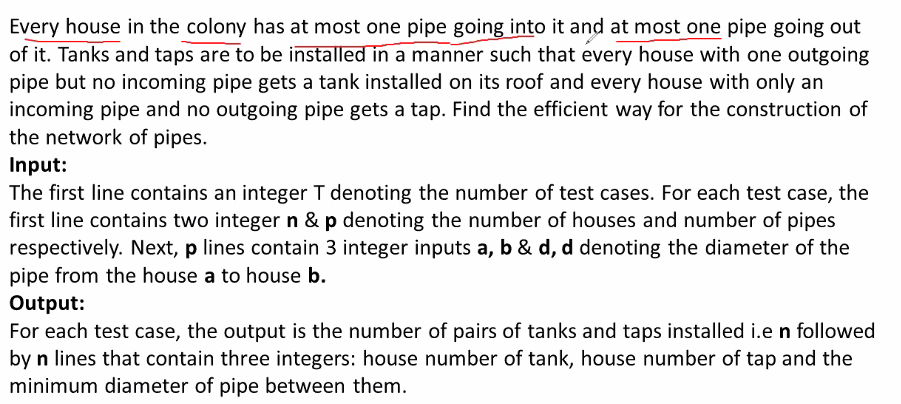 Every house in the colony has at most one pipe going into it and at most one pipe going out
of it. Tanks and taps are to be installed in a manner such that every house with one outgoing
pipe but no incoming pipe gets a tank installed on its roof and every house with only an
incoming pipe and no outgoing pipe gets a tap. Find the efficient way for the construction of
the network of pipes.
Input:
The first line contains an integer T denoting the number of test cases. For each test case, the
first line contains two integer n & p denoting the number of houses and number of pipes
respectively. Next, p lines contain 3 integer inputs a, b & d, d denoting the diameter of the
pipe from the house a to house b.
Output:
For each test case, the output is the number of pairs of tanks and taps installed i.e n followed
by n lines that contain three integers: house number of tank, house number of tap and the
minimum diameter of pipe between them.